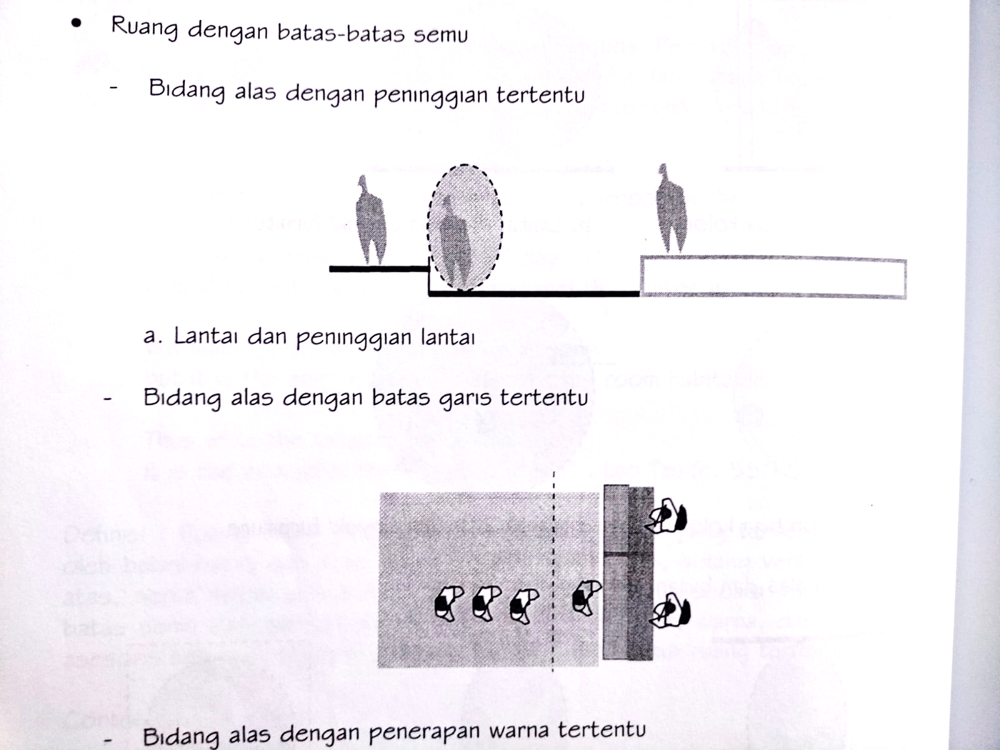 • Ruang dengan batas-batas semu
- Bidang alas dengan peninggian tertentu
a. Lantai dan peninggian lantai
- Bidang alas dengan batas garis tertentu
- Bidang alas dengan penerapan warna tertentu